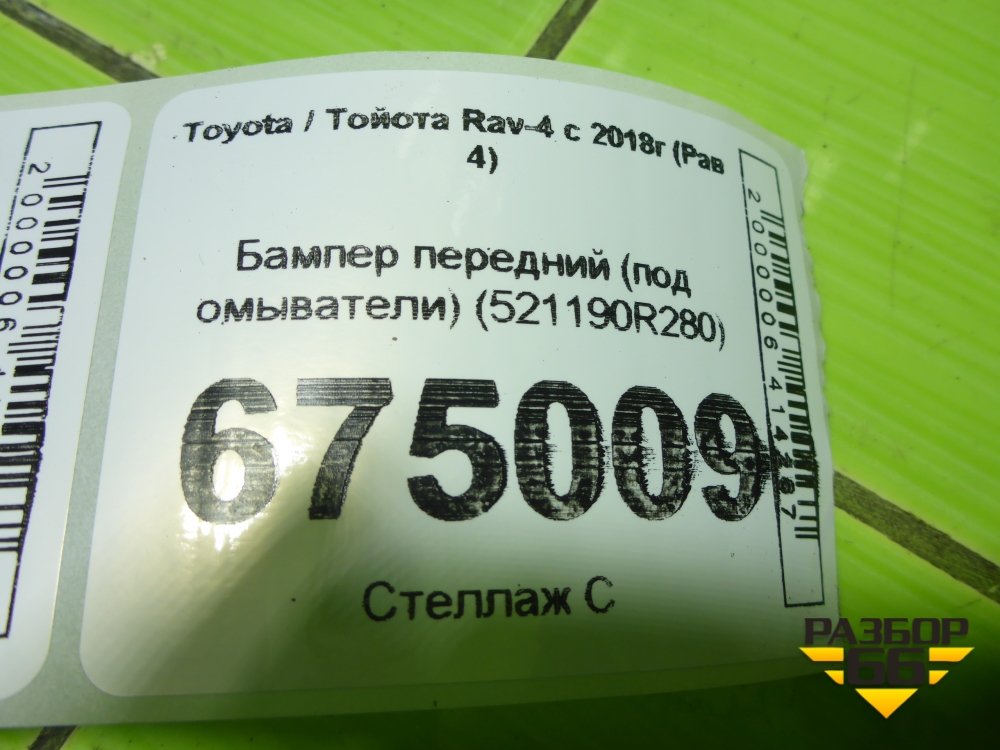 Toyota / Тойота Rav-4 с 2018г (Рав
4)
Бампер передний (под
омыватели) (521190R280)
675009
Стеллаж С
РАЗБОР
66